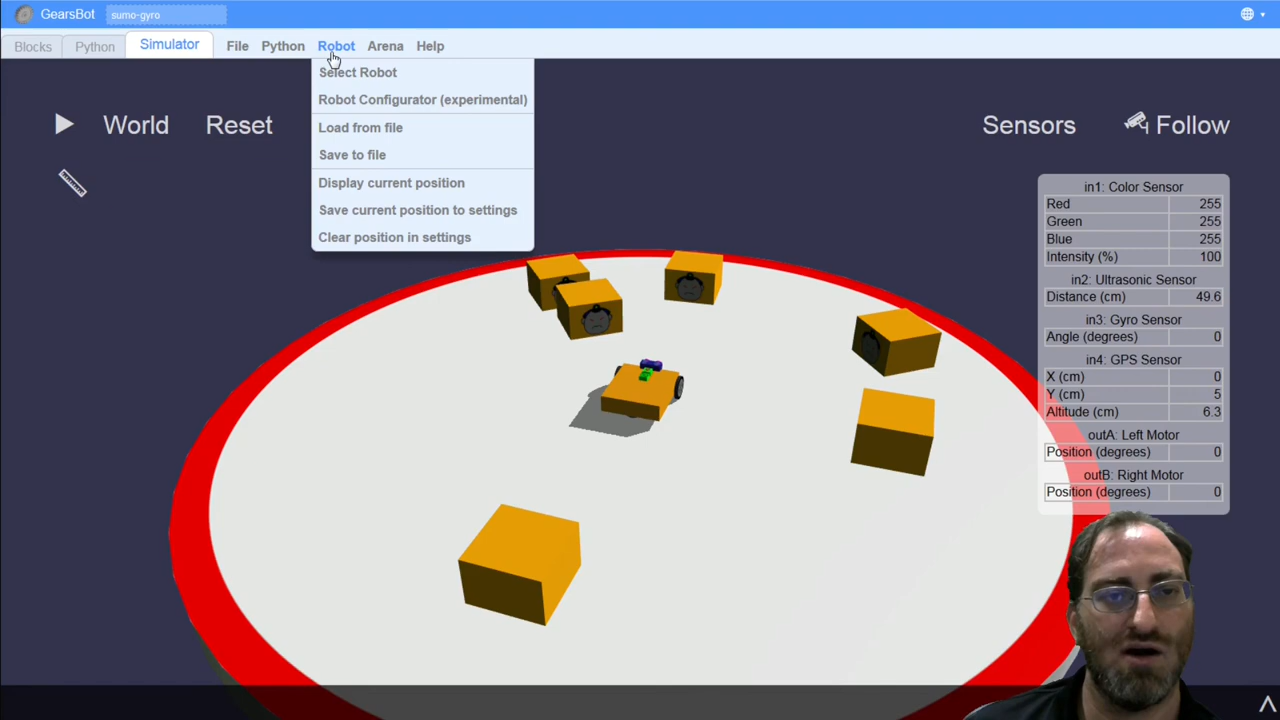 GearsBot
sumo-gyro
Blocks
Python
Simulator
File
Python
Robot
Arena
Help
Select Robot
Robot Configurator (experimental)
Load from file
Save to file
Display current position
Save current position to settings
Clear position in settings
World
Reset
Sensors
Follow
in1: Color Sensor
Red 255
Green 255
Blue 255
Intensity (%) 100
in2: Ultrasonic Sensor
Distance (cm) 49.6
in3: Gyro Sensor
Angle (degrees) 0
in4: GPS Sensor
X (cm) 0
Y (cm) 5
Altitude (cm) 6.3
outA: Left Motor
Position (degrees) 0
outB: Right Motor
Position (degrees) 0